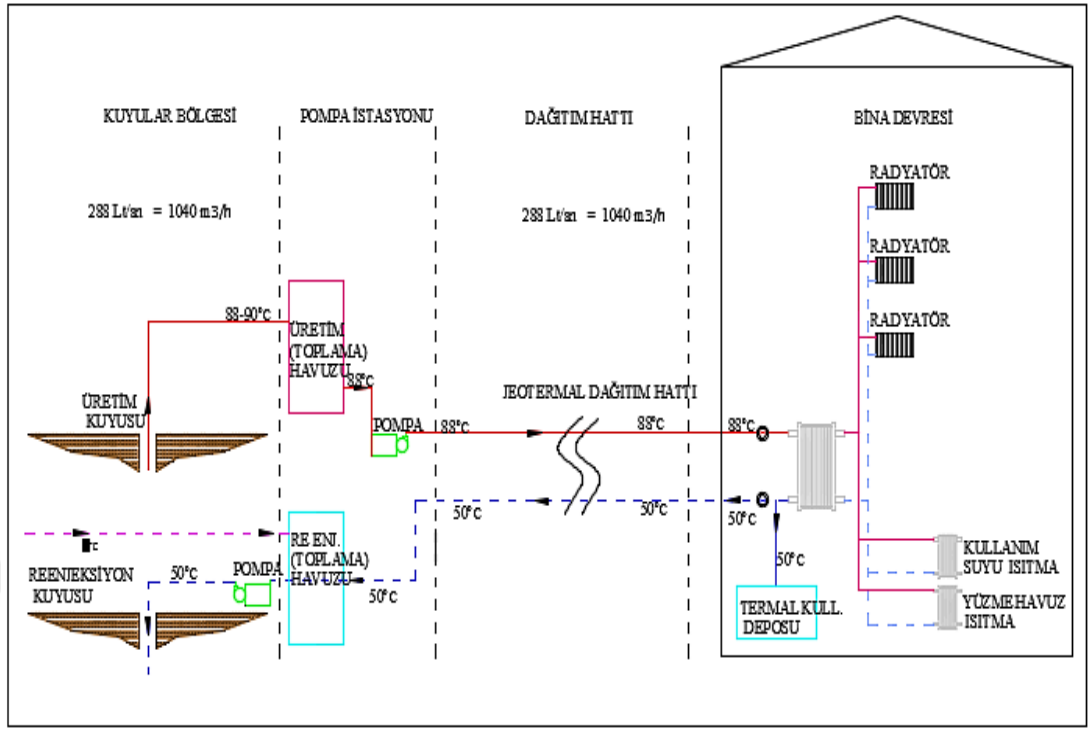 KUYULAR BÖLGESİ
POMPA İSTASYONU
DAĞITIM HATTI
BİNA DEVRESİ
288 Lt/sn = 1040 m3/h
288 Lt/sn = 1040 m3/h
RADYATÖR
RADYATÖR
RADYATÖR
88-90°C
ÜRETİM
(TOPLAMA)
HAVUZU
88°C
ÜRETİM
KUYUSU
POMPA
88°C
JEOTERMAL DAĞITIM HATTI
88°C
88°C
50°C
50°C
50°C
RE ENJ.
(TOPLAMA)
HAVUZU
50°C
REENJEKSİYON
KUYUSU
50°C
POMPA
50°C
TERMAL KULL.
DEPOSU
KULLANIM
SUYU ISITMA
YÜZME HAVUZ
ISITMA